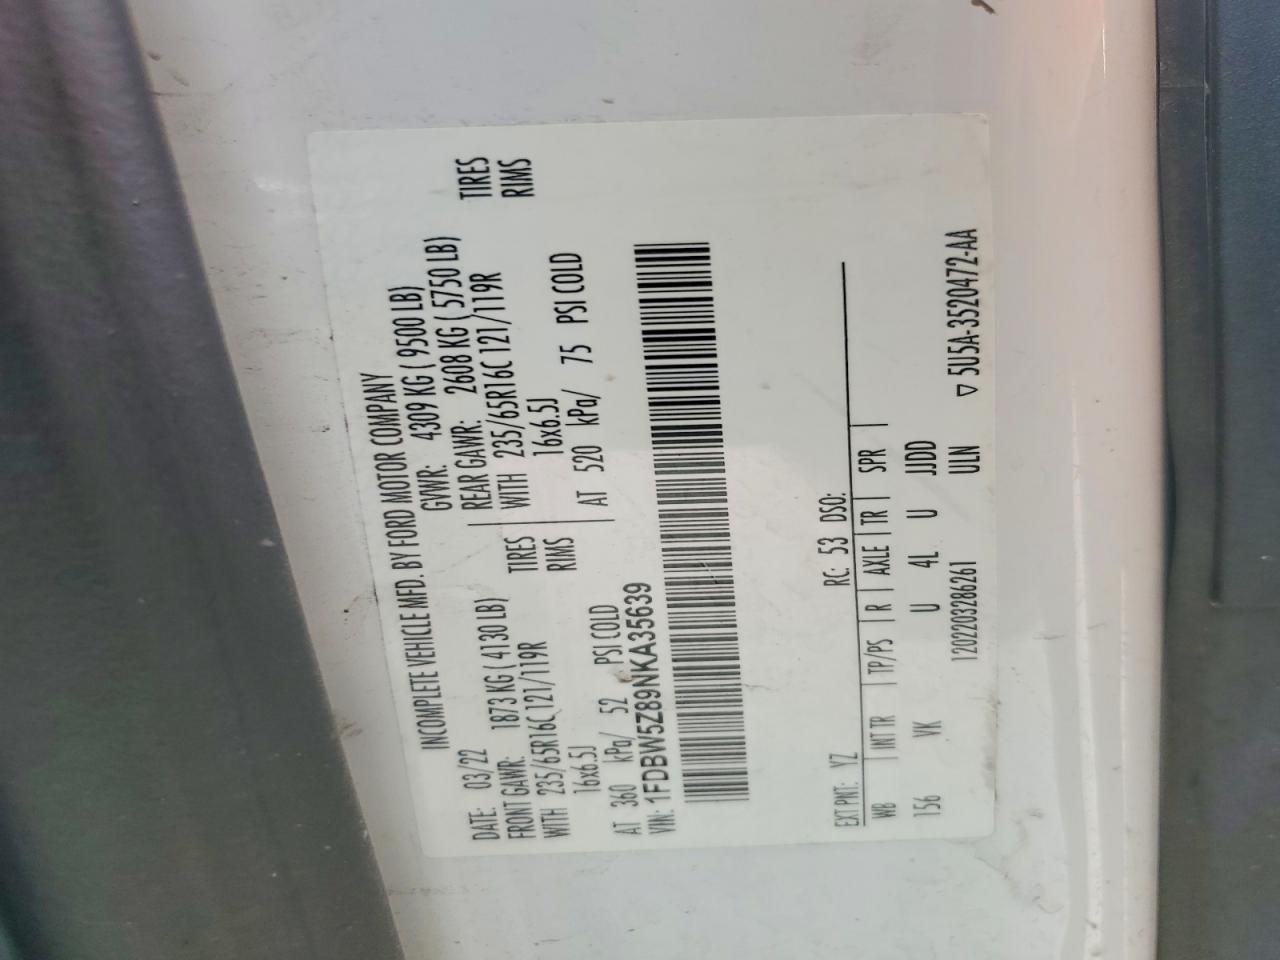 INCOMPLETE VEHICLE MFD. BY FORD MOTOR COMPANY
DATE: 03/22 GVWR: 4309 KG ( 9500 LB)
FRONT GAWR: 1873 KG ( 4130 LB) REAR GAWR: 2608 KG ( 5750 LB)
WITH 235/65R16C 121/119R TIRES WITH 235/65R16C 121/119R TIRES
16x6.5J RIMS 16x6.5J RIMS
AT 360 kPa/ 52 PSI COLD AT 520 kPa/ 75 PSI COLD
VIN: 1FDBW5Z89NKA35639
EXT PNT: YZ RC: 53 DSO:
WB INT TR TP/PS R AXLE TR SPR
156 VK U 4L U JJDD
120220328​6261 ULN ▽ 5U5A-3520472-AA